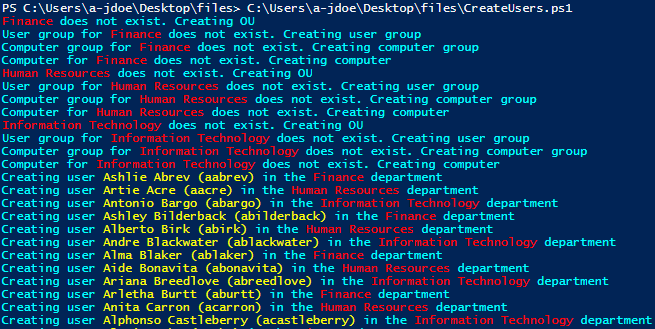 PS C:\Users\a-jdoe\Desktop\files> C:\Users\a-jdoe\Desktop\files\CreateUsers.ps1
Finance does not exist. Creating OU
User group for Finance does not exist. Creating user group
Computer group for Finance does not exist. Creating computer group
Computer for Finance does not exist. Creating computer
Human Resources does not exist. Creating OU
User group for Human Resources does not exist. Creating user group
Computer group for Human Resources does not exist. Creating computer group
Computer for Human Resources does not exist. Creating computer
Information Technology does not exist. Creating OU
User group for Information Technology does not exist. Creating user group
Computer group for Information Technology does not exist. Creating computer group
Computer for Information Technology does not exist. Creating computer
Creating user Ashlie Abrev (aabrev) in the Finance department
Creating user Artie Acre (aacre) in the Human Resources department
Creating user Antonio Bargo (abargo) in the Information Technology department
Creating user Ashley Bilderback (abilderback) in the Finance department
Creating user Alberto Birk (abirk) in the Human Resources department
Creating user Andre Blackwater (ablackwater) in the Information Technology department
Creating user Alma Blaker (ablaker) in the Finance department
Creating user Aide Bonavita (abonavita) in the Human Resources department
Creating user Ariana Breedlove (abreedlove) in the Information Technology department
Creating user Arletha Burtt (aburtt) in the Finance department
Creating user Anita Carron (acarron) in the Human Resources department
Creating user Alphonso Castleberry (acastleberry) in the Information Technology department